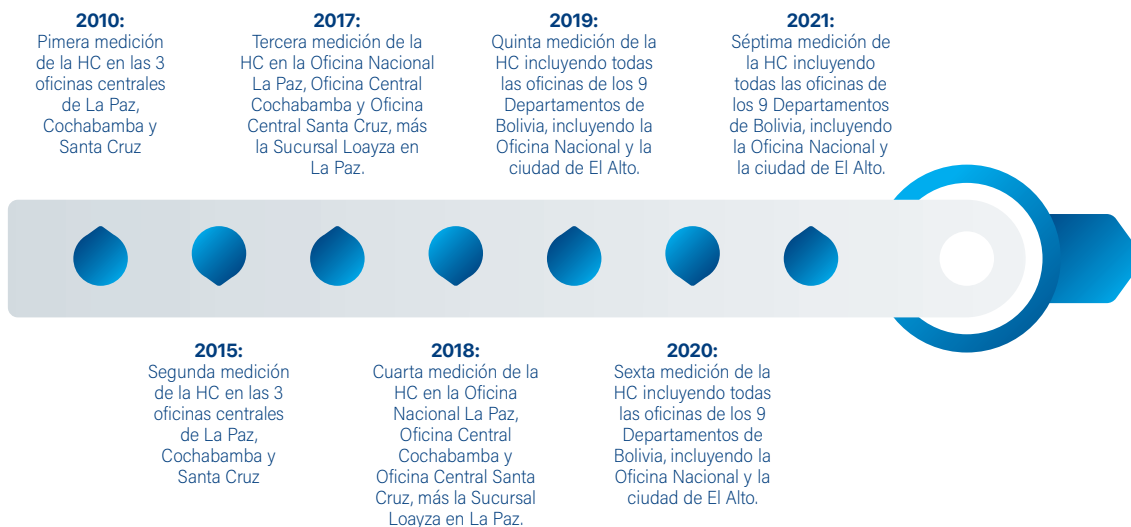 2010:
Pimera medición
de la HC en las 3
oficinas centrales
de La Paz,
Cochabamba y
Santa Cruz
2017:
Tercera medición de la
HC en la Oficina Nacional
La Paz, Oficina Central
Cochabamba y Oficina
Central Santa Cruz, más
la Sucursal Loayza en
La Paz.
2019:
Quinta medición de la
HC incluyendo todas
las oficinas de los 9
Departamentos de
Bolivia, incluyendo la
Oficina Nacional y la
ciudad de El Alto.
2021:
Séptima medición de
la HC incluyendo
todas las oficinas de
los 9 Departamentos
de Bolivia, incluyendo
la Oficina Nacional y
la ciudad de El Alto.
2015:
Segunda medición
de la HC en las 3
oficinas centrales
de La Paz,
Cochabamba y
Santa Cruz
2018:
Cuarta medición de la
HC en la Oficina
Nacional La Paz,
Oficina Central
Cochabamba y
Oficina Central Santa
Cruz, más la Sucursal
Loayza en La Paz.
2020:
Sexta medición de la
HC incluyendo todas
las oficinas de los 9
Departamentos de
Bolivia, incluyendo la
Oficina Nacional y la
ciudad de El Alto.